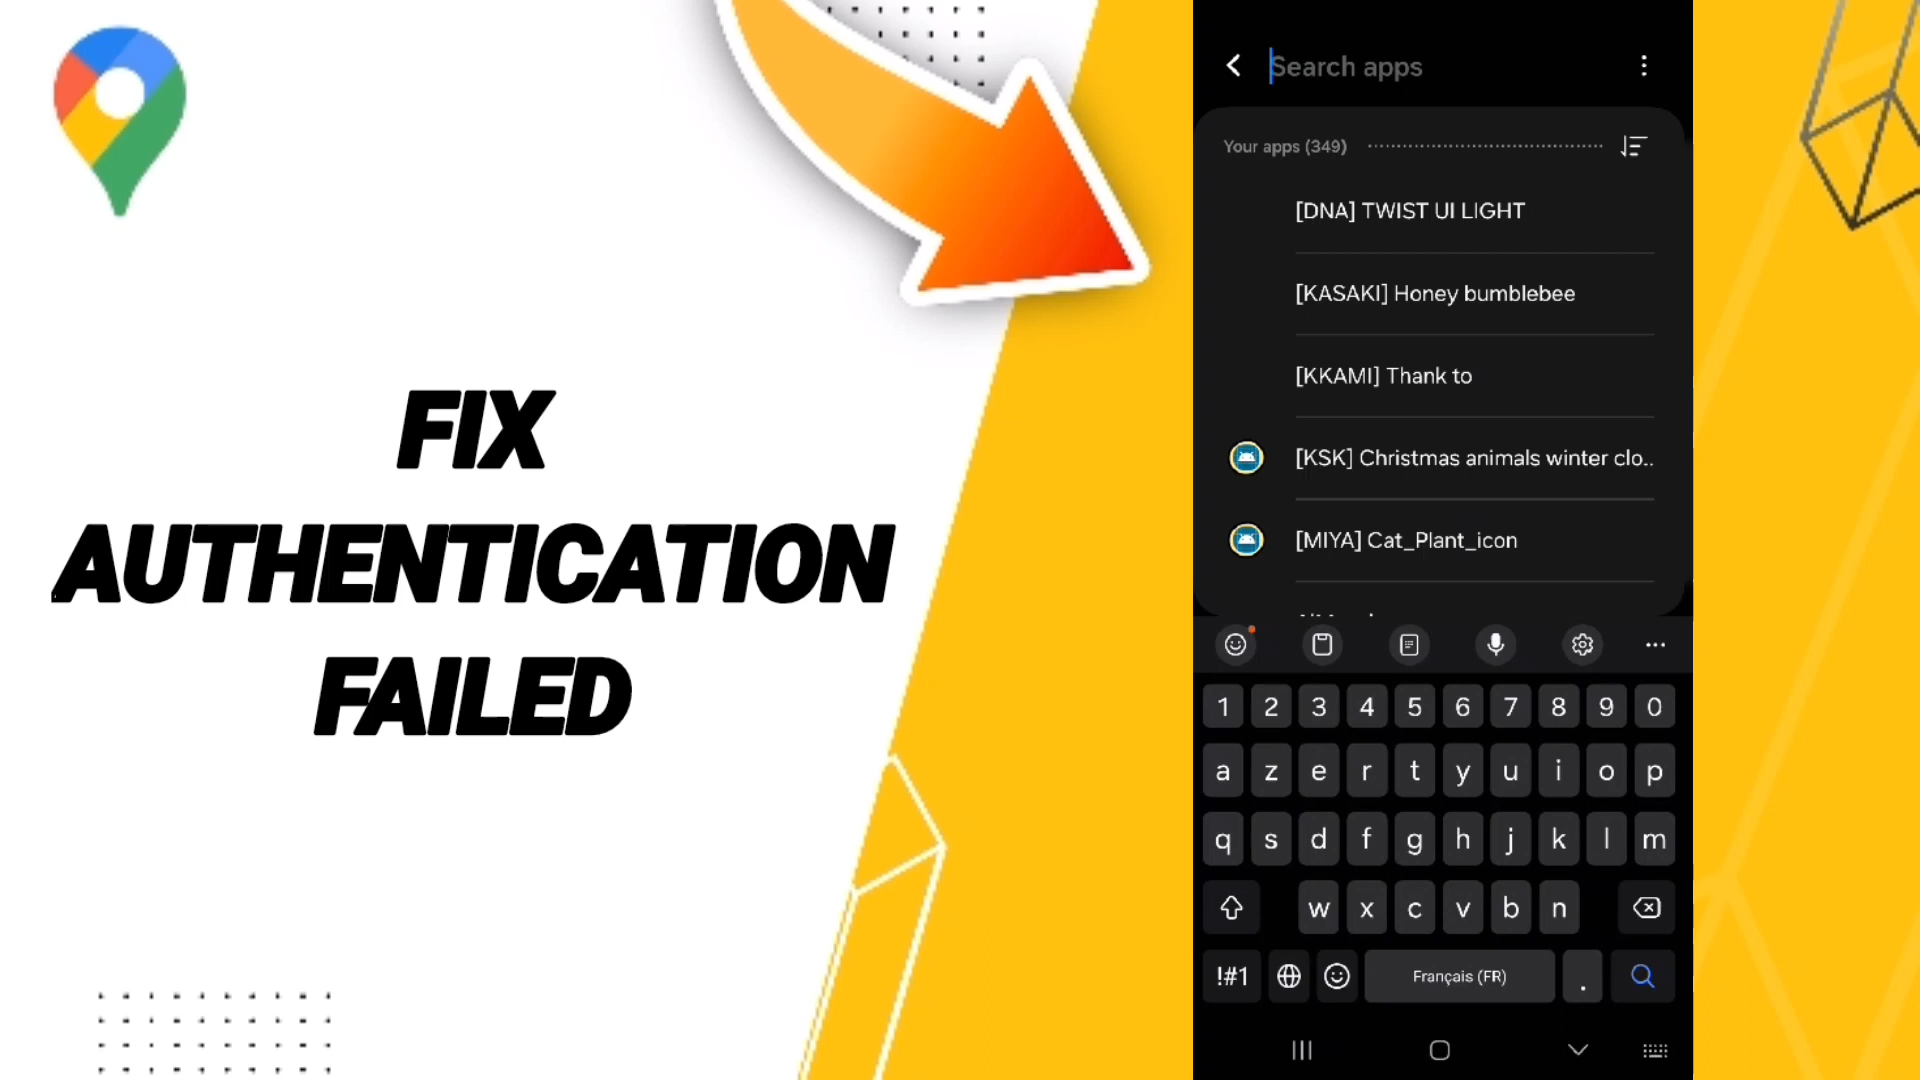 FIX
AUTHENTICATION
FAILED
Search apps
Your apps (349)
[DNA] TWIST UI LIGHT
[KASAKI] Honey bumblebee
[KKAMI] Thank to
[KSK] Christmas animals winter clo..
[MIYA] Cat_Plant_icon
1 2 3 4 5 6 7 8 9 0
a z e r t y u i o p
q s d f g h j k l m
w x c v b n
!#1 Français (FR) .